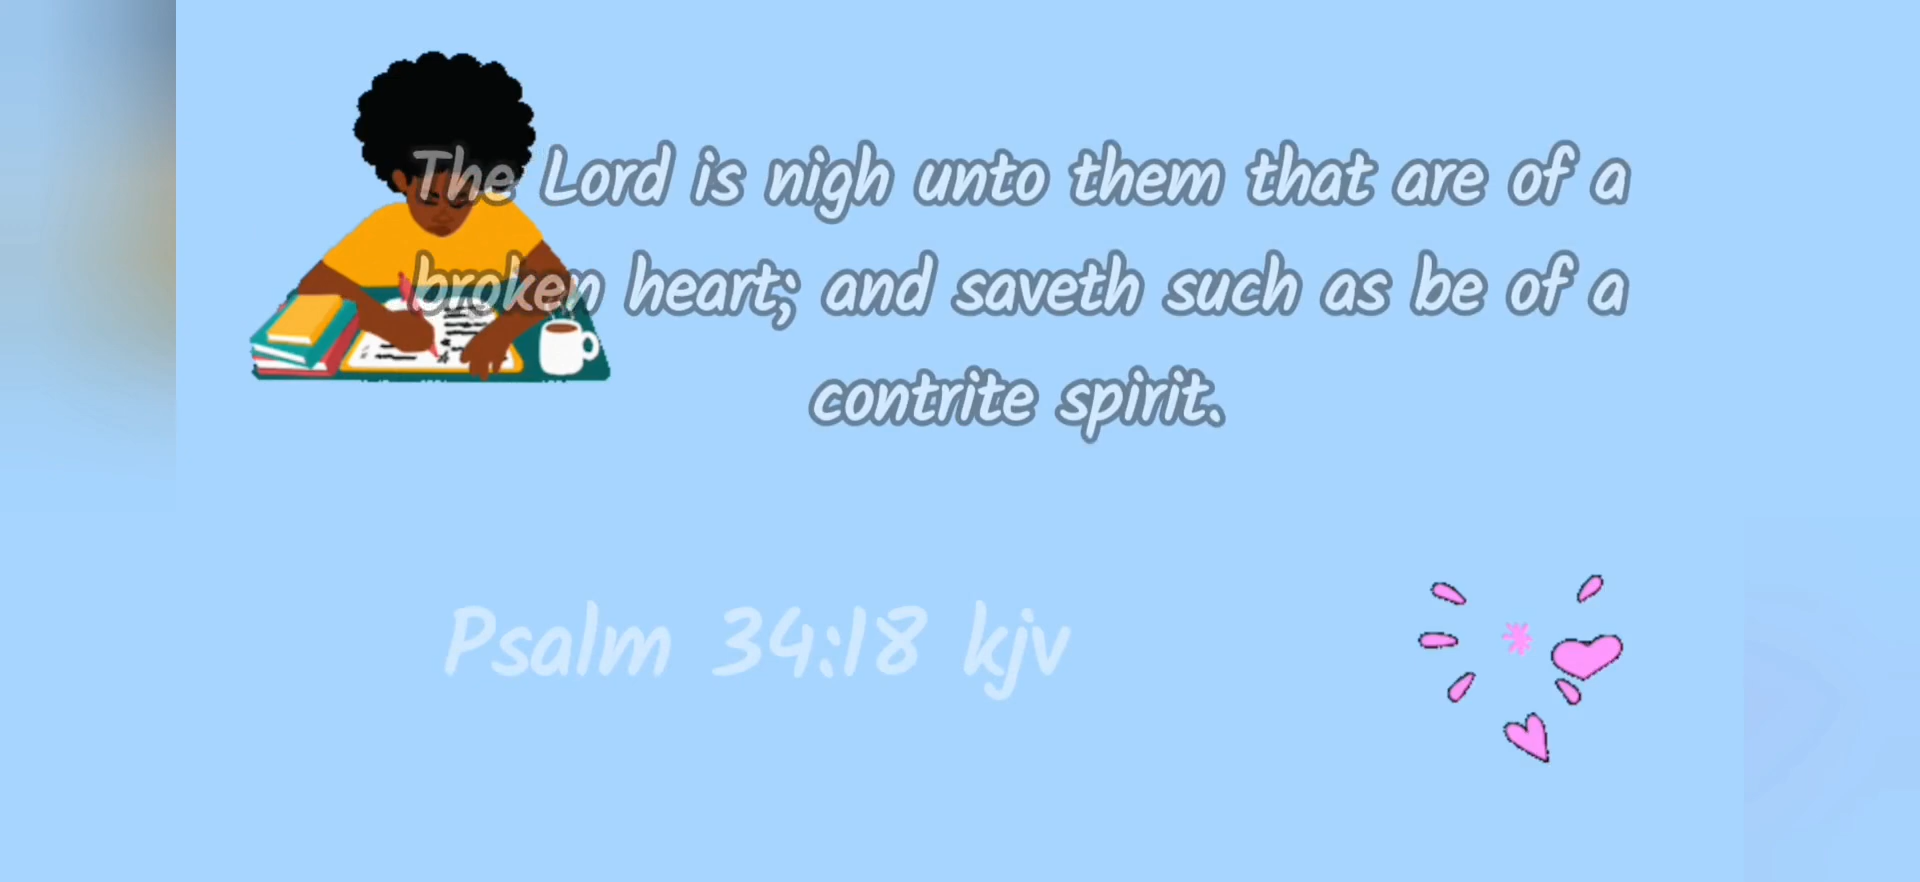 The Lord is nigh unto them that are of a
broken heart; and saveth such as be of a
contrite spirit.
Psalm 34:18 kjv